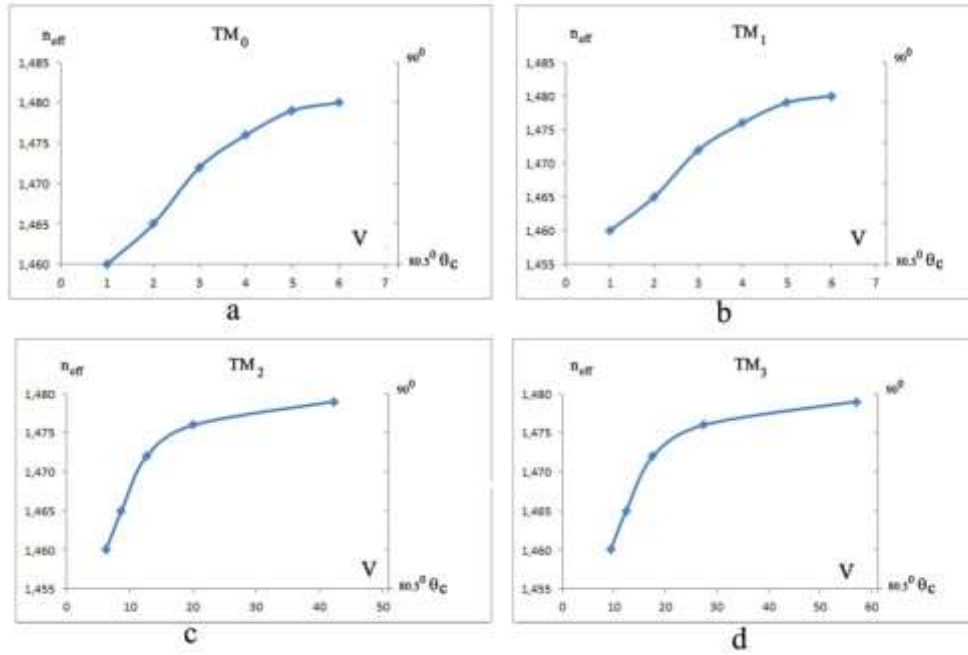 n_eff TM_0
1,485 90^0
1,480
1,475
1,470
1,465 V
1,460 80.5^0 θ_c
0 1 2 3 4 5 6 7
a
n_eff TM_1
1,485 90^0
1,480
1,475
1,470
1,465
1,460 V
1,455 80.5^0 θ_c
0 1 2 3 4 5 6 7
b
n_eff TM_2
1,480 90^0
1,475
1,470
1,465
1,460 V
1,455 80.5^0 θ_c
0 10 20 30 40 50
c
n_eff TM_3
1,480 90^0
1,475
1,470
1,465
1,460 V
1,455 80.5^0 θ_c
0 10 20 30 40 50 60
d